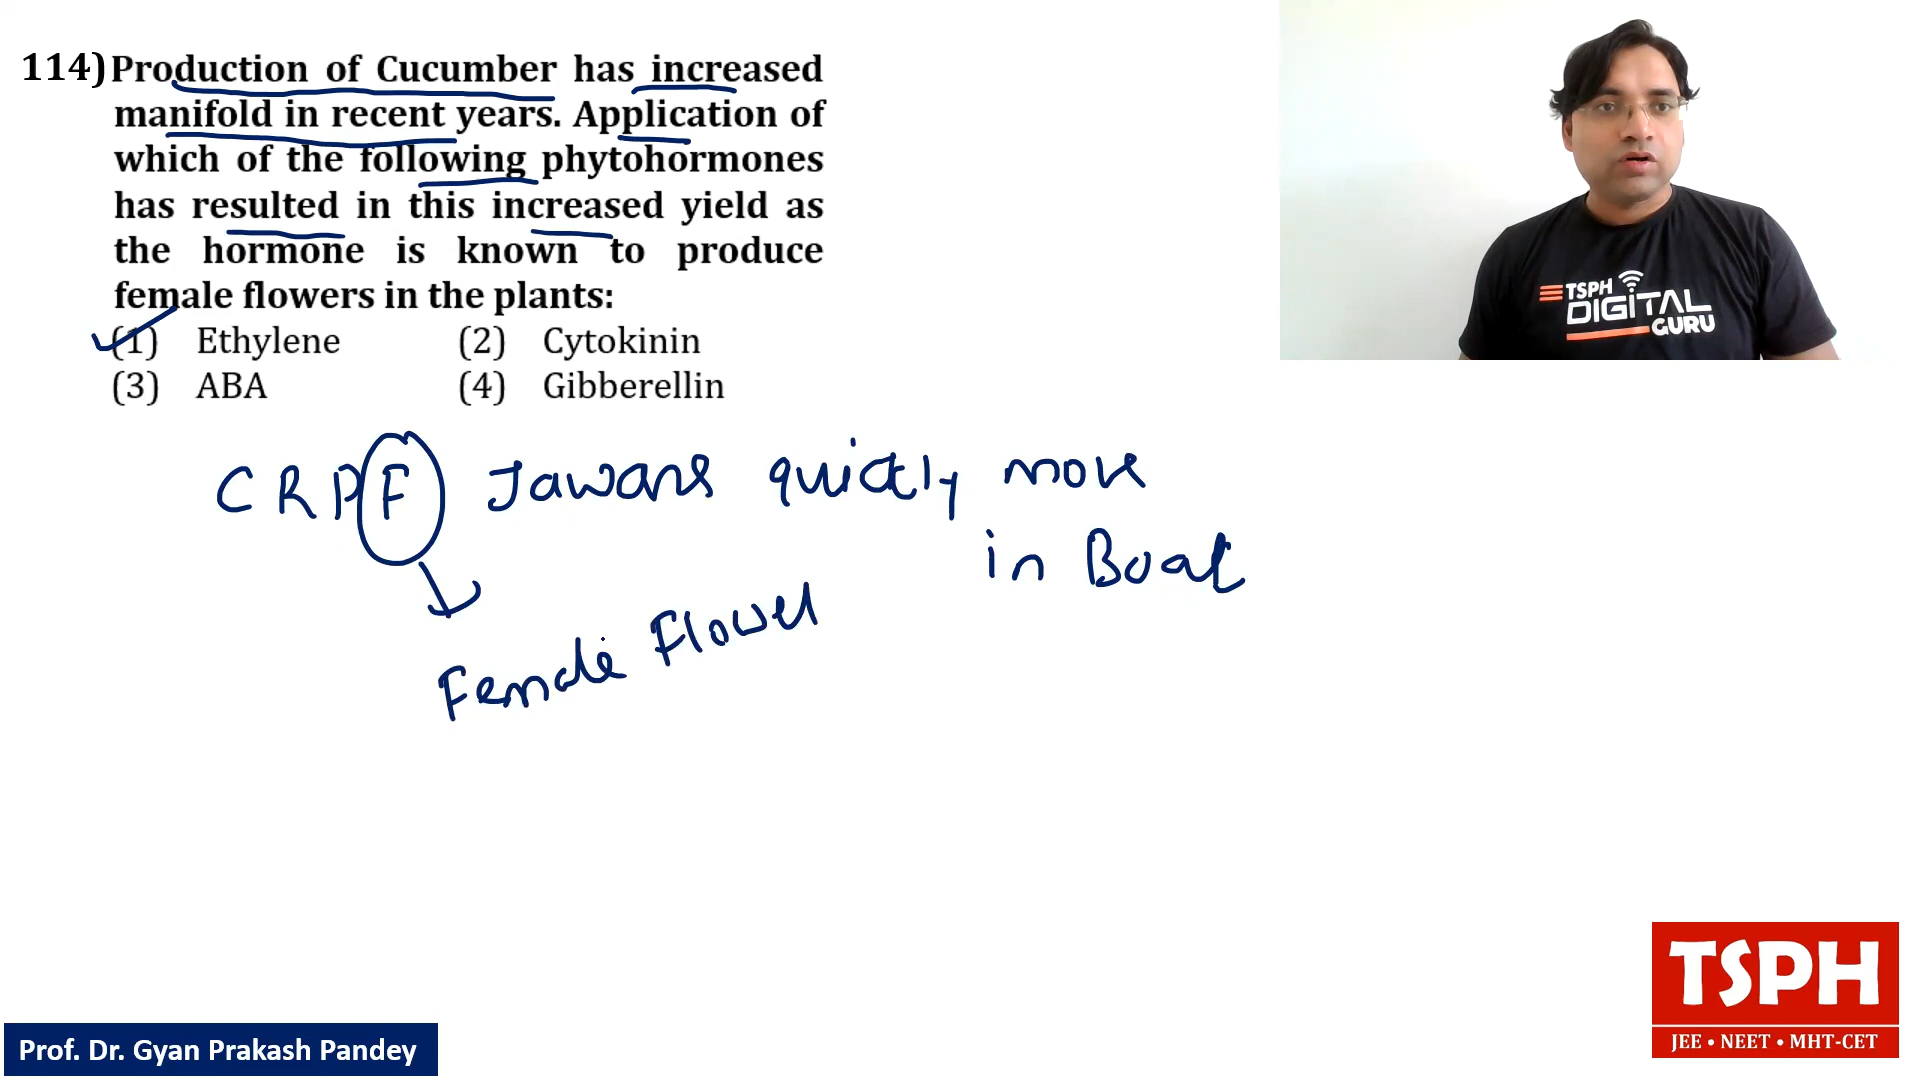 114) Production of Cucumber has increased
manifold in recent years. Application of
which of the following phytohormones
has resulted in this increased yield as
the hormone is known to produce
female flowers in the plants:
(1) Ethylene (2) Cytokinin
(3) ABA (4) Gibberellin
CRPF Jawans quickly move
in Boat
Female Flower
TSPH
DIGITAL
GURU
TSPH
JEE • NEET • MHT-CET
Prof. Dr. Gyan Prakash Pandey